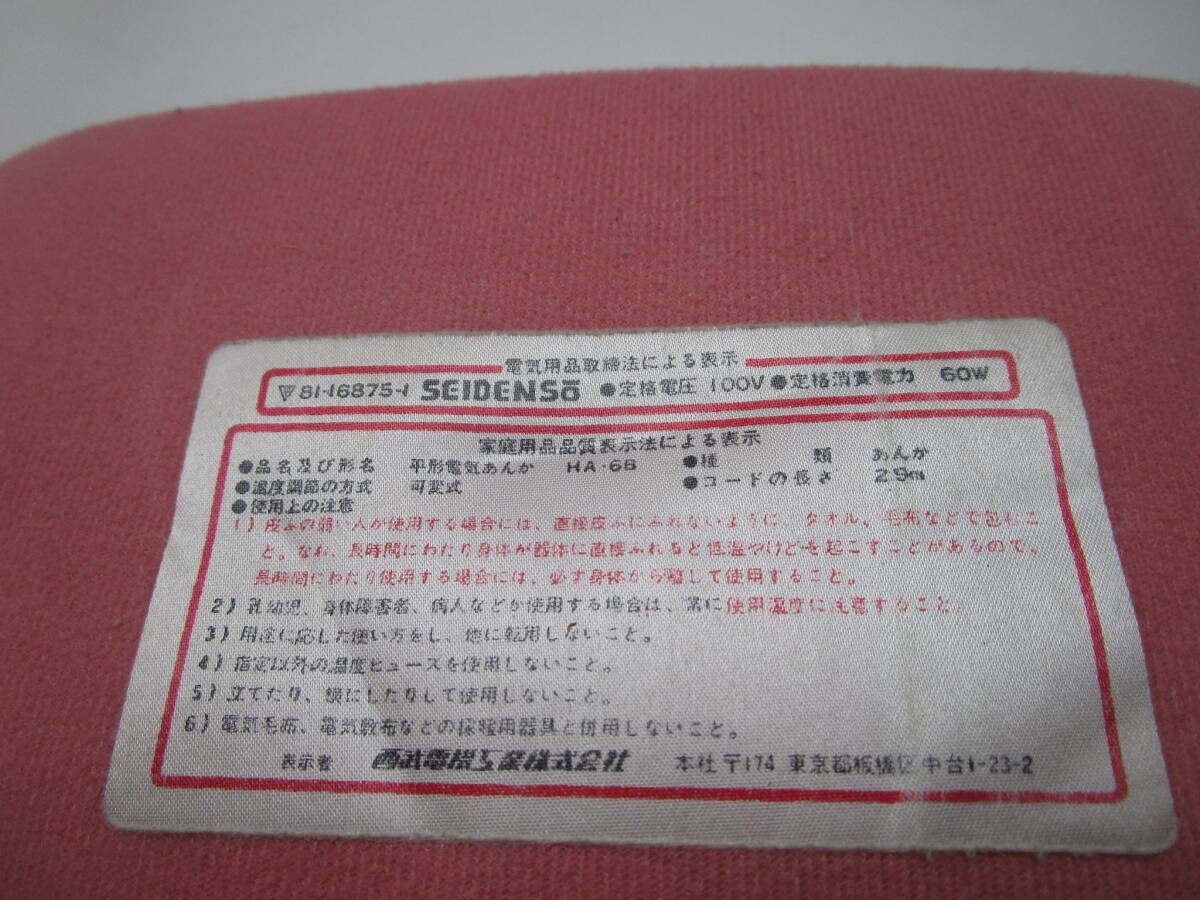 電気用品取締法による表示
▽81-16875-1 SEIDENSō ●定格電圧 100V ●定格消費電力 60W
家庭用品品質表示法による表示
●品名及び形名 平形電気あんか HA-6B ●種類 あんか
●温度調節の方式 可変式 ●コードの長さ 2.5m
●使用上の注意
1) 皮ふの弱い人が使用する場合には、直接皮ふにふれないように、タオル、毛布などで包むこ
と。なお、長時間にわたり身体が器体に直接ふれると低温やけどを起こすことがあるので、
長時間にわたり使用する場合には、必ず身体から離して使用すること。
2) 乳幼児、身体障害者、病人などが使用する場合は、常に使用温度に注意すること。
3) 用途に応じた使い方をし、他に転用しないこと。
4) 指定以外の温度ヒューズを使用しないこと。
5) 立てたり、横にしたりして使用しないこと。
6) 電気毛布、電気敷布などの採暖用器具と併用しないこと。
表示者 西武電機工業株式会社 本社〒174 東京都板橋区中台1-23-2